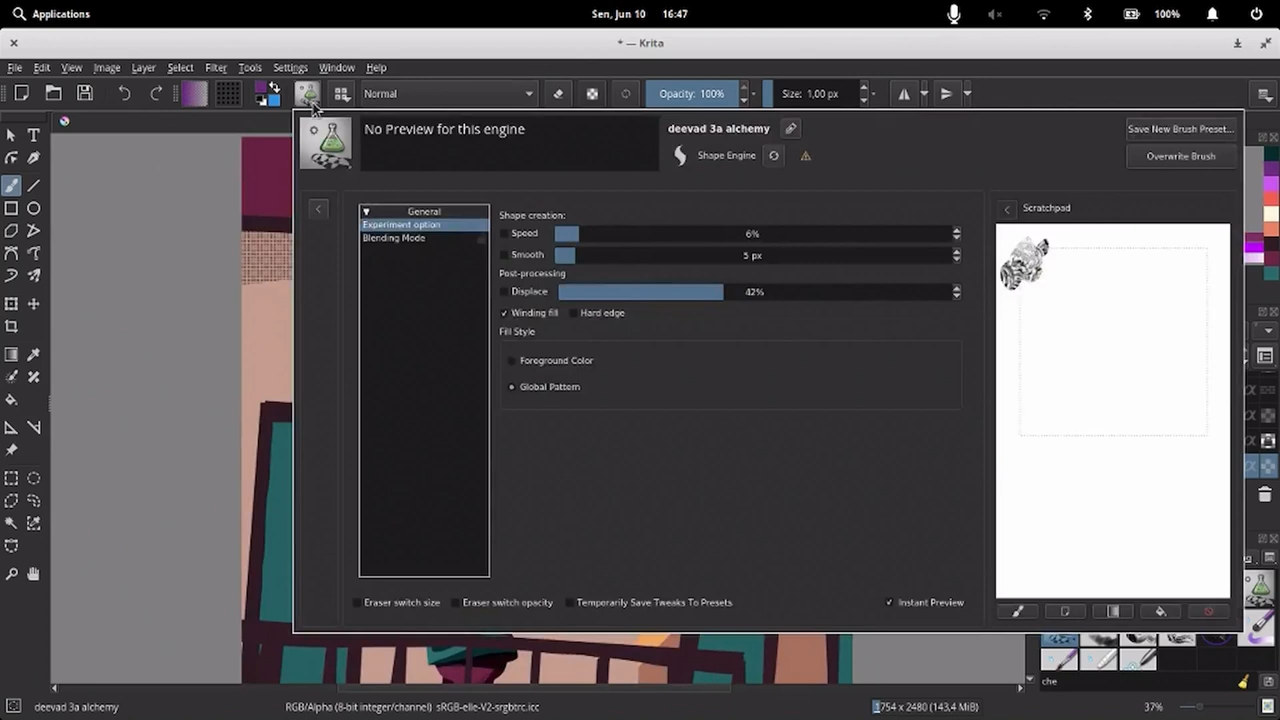 Applications
Sen, Jun 10 16:47
100%
* — Krita
File Edit View Image Layer Select Filter Tools Settings Window Help
Normal
Opacity: 100%
Size: 1,00 px
No Preview for this engine
deevad 3a alchemy
Save New Brush Preset...
Shape Engine
Overwrite Brush
Scratchpad
General
Experiment option
Blending Mode
Shape creation:
Speed 6%
Smooth 5 px
Post-processing
Displace 42%
Winding fill Hard edge
Fill Style
Foreground Color
Global Pattern
Eraser switch size Eraser switch opacity Temporarily Save Tweaks To Presets Instant Preview
che
deevad 3a alchemy
RGB/Alpha (8-bit integer/channel) sRGB-elle-V2-srgbtrc.icc
1754 x 2480 (143,4 MiB)
37%